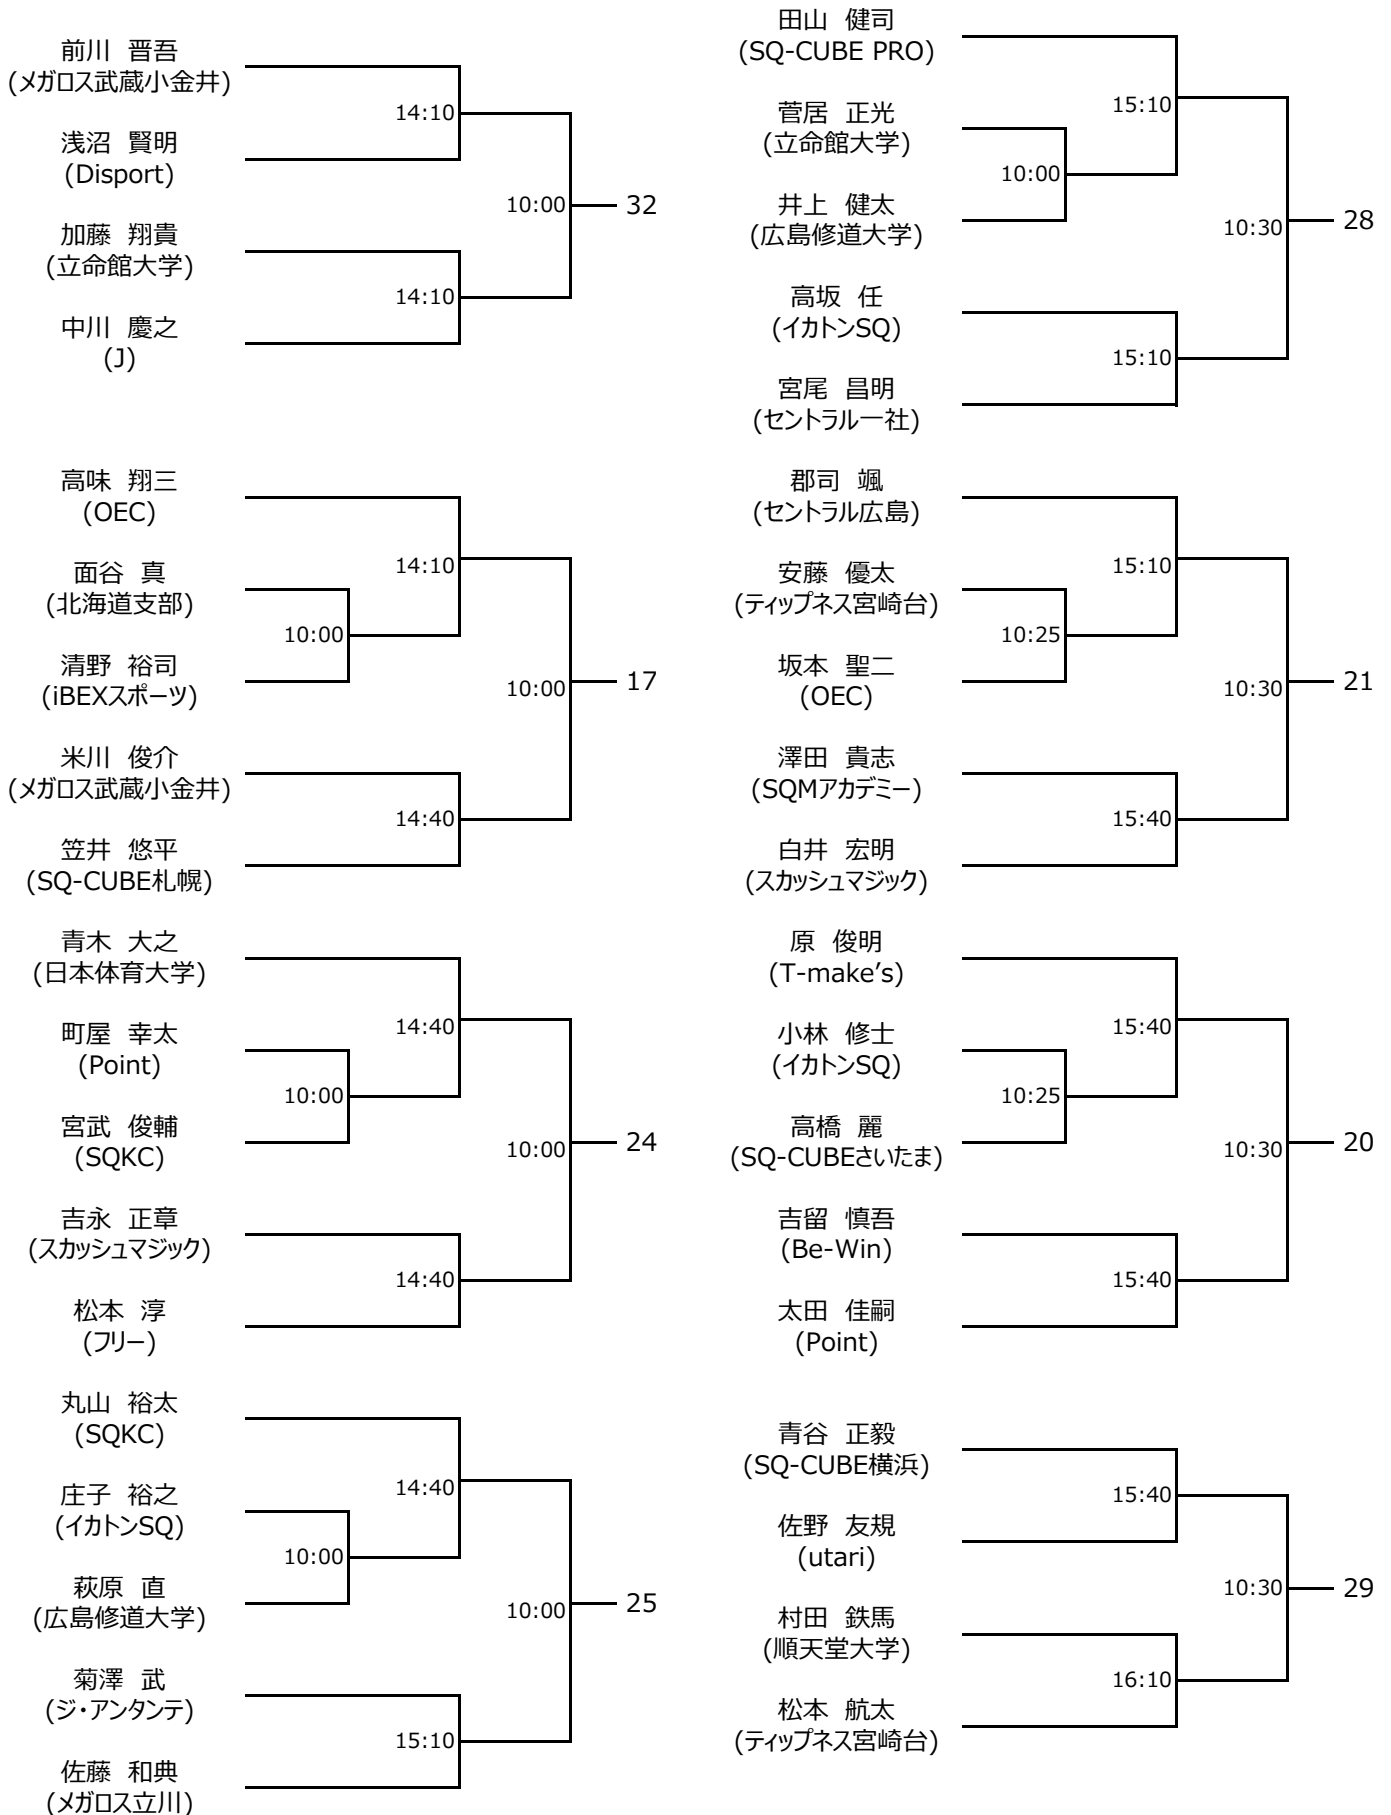 前川 晋吾
(メガロス武蔵小金井)
14:10
浅沼 賢明
(Disport)
10:00
32
加藤 翔貴
(立命館大学)
14:10
中川 慶之
(J)
高味 翔三
(OEC)
14:10
面谷 真
(北海道支部)
10:00
清野 裕司
(iBEXスポーツ)
10:00
17
米川 俊介
(メガロス武蔵小金井)
14:40
笠井 悠平
(SQ-CUBE札幌)
青木 大之
(日本体育大学)
14:40
町屋 幸太
(Point)
10:00
宮武 俊輔
(SQKC)
10:00
24
吉永 正章
(スカッシュマジック)
14:40
松本 淳
(フリー)
丸山 裕太
(SQKC)
14:40
庄子 裕之
(イカトンSQ)
10:00
萩原 直
(広島修道大学)
10:00
25
菊澤 武
(ジ・アンタンテ)
15:10
佐藤 和典
(メガロス立川)
田山 健司
(SQ-CUBE PRO)
15:10
菅居 正光
(立命館大学)
10:00
井上 健太
(広島修道大学)
10:30
28
高坂 任
(イカトンSQ)
15:10
宮尾 昌明
(セントラル一社)
郡司 颯
(セントラル広島)
15:10
安藤 優太
(ティップネス宮崎台)
10:25
坂本 聖二
(OEC)
10:30
21
澤田 貴志
(SQMアカデミー)
15:40
白井 宏明
(スカッシュマジック)
原 俊明
(T-make’s)
15:40
小林 修士
(イカトンSQ)
10:25
高橋 麗
(SQ-CUBEさいたま)
10:30
20
吉留 慎吾
(Be-Win)
15:40
太田 佳嗣
(Point)
青谷 正毅
(SQ-CUBE横浜)
15:40
佐野 友規
(utari)
10:30
29
村田 鉄馬
(順天堂大学)
16:10
松本 航太
(ティップネス宮崎台)